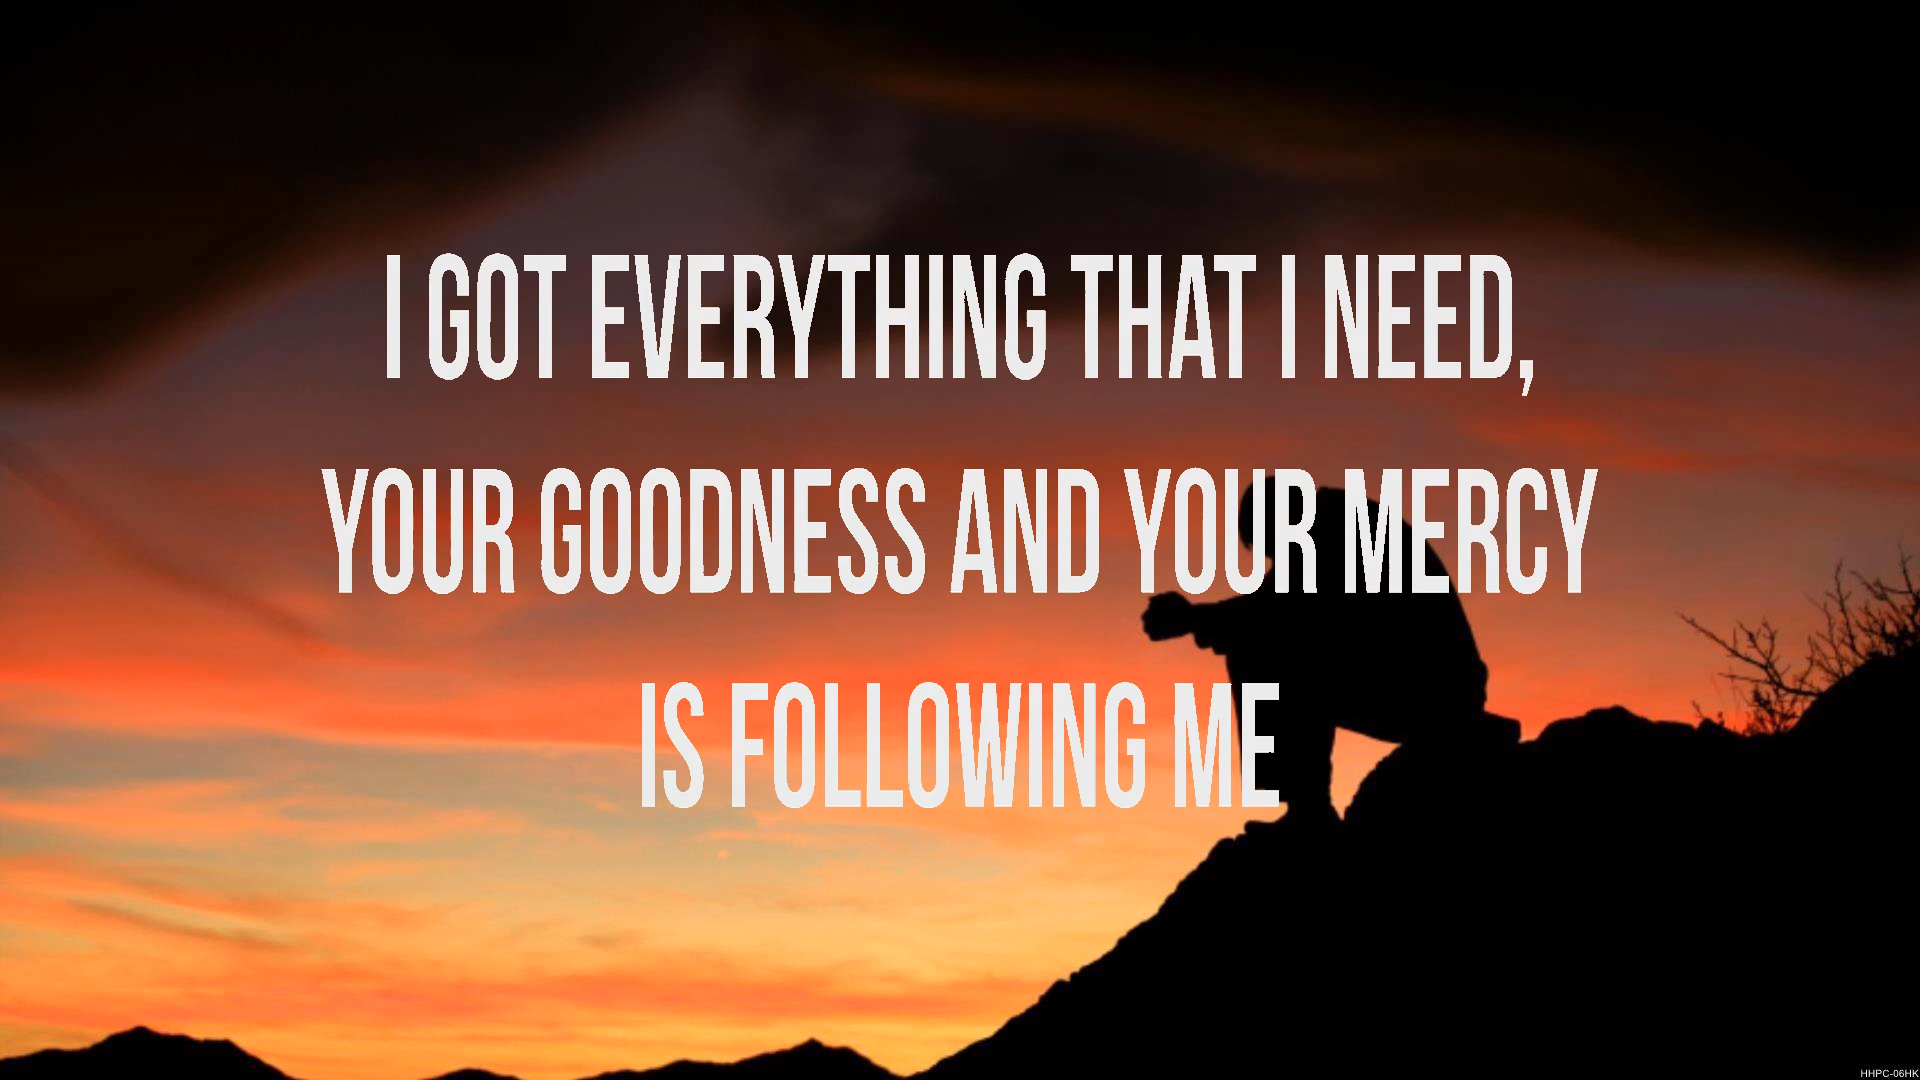 I GOT EVERYTHING THAT I NEED,
YOUR GOODNESS AND YOUR MERCY
IS FOLLOWING ME
HHPC-06HK